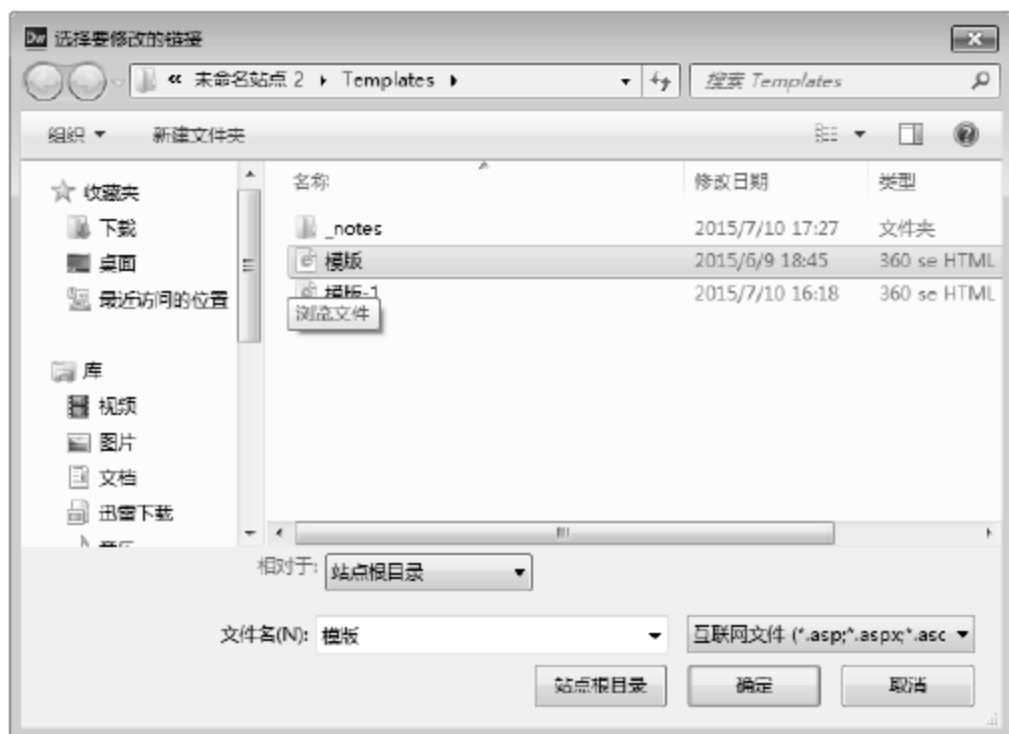 Dw 选择要修改的链接
« 未命名站点 2 ▸ Templates ▸
搜索 Templates
组织 新建文件夹
名称 修改日期 类型
收藏夹
下载
桌面
最近访问的位置
库
视频
图片
文档
迅雷下载
音乐
_notes 2015/7/10 17:27 文件夹
模版 2015/6/9 18:45 360 se HTML
模版-1 2015/7/10 16:18 360 se HTML
浏览文件
相对于: 站点根目录
文件名(N): 模版 互联网文件 (*.asp;*.aspx;*.asc
站点根目录 确定 取消